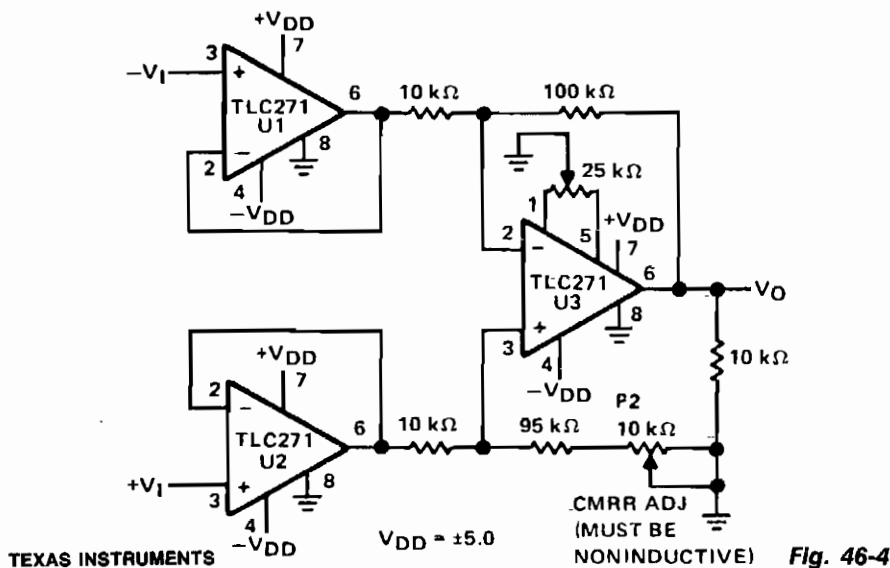 +VDD
7
3
−VI
+
6
10 kΩ
100 kΩ
TLC271
U1
8
−
2
4
−VDD
25 kΩ
1
5
+VDD
7
2
−
6
TLC271
U3
VO
8
+
3
4
−VDD
10 kΩ
+VDD
7
2
−
6
10 kΩ
95 kΩ
P2
10 kΩ
TLC271
U2
8
+VI
+
3
4
−VDD
VDD = ±5.0
CMRR ADJ
(MUST BE
NONINDUCTIVE)
TEXAS INSTRUMENTS
Fig. 46-4